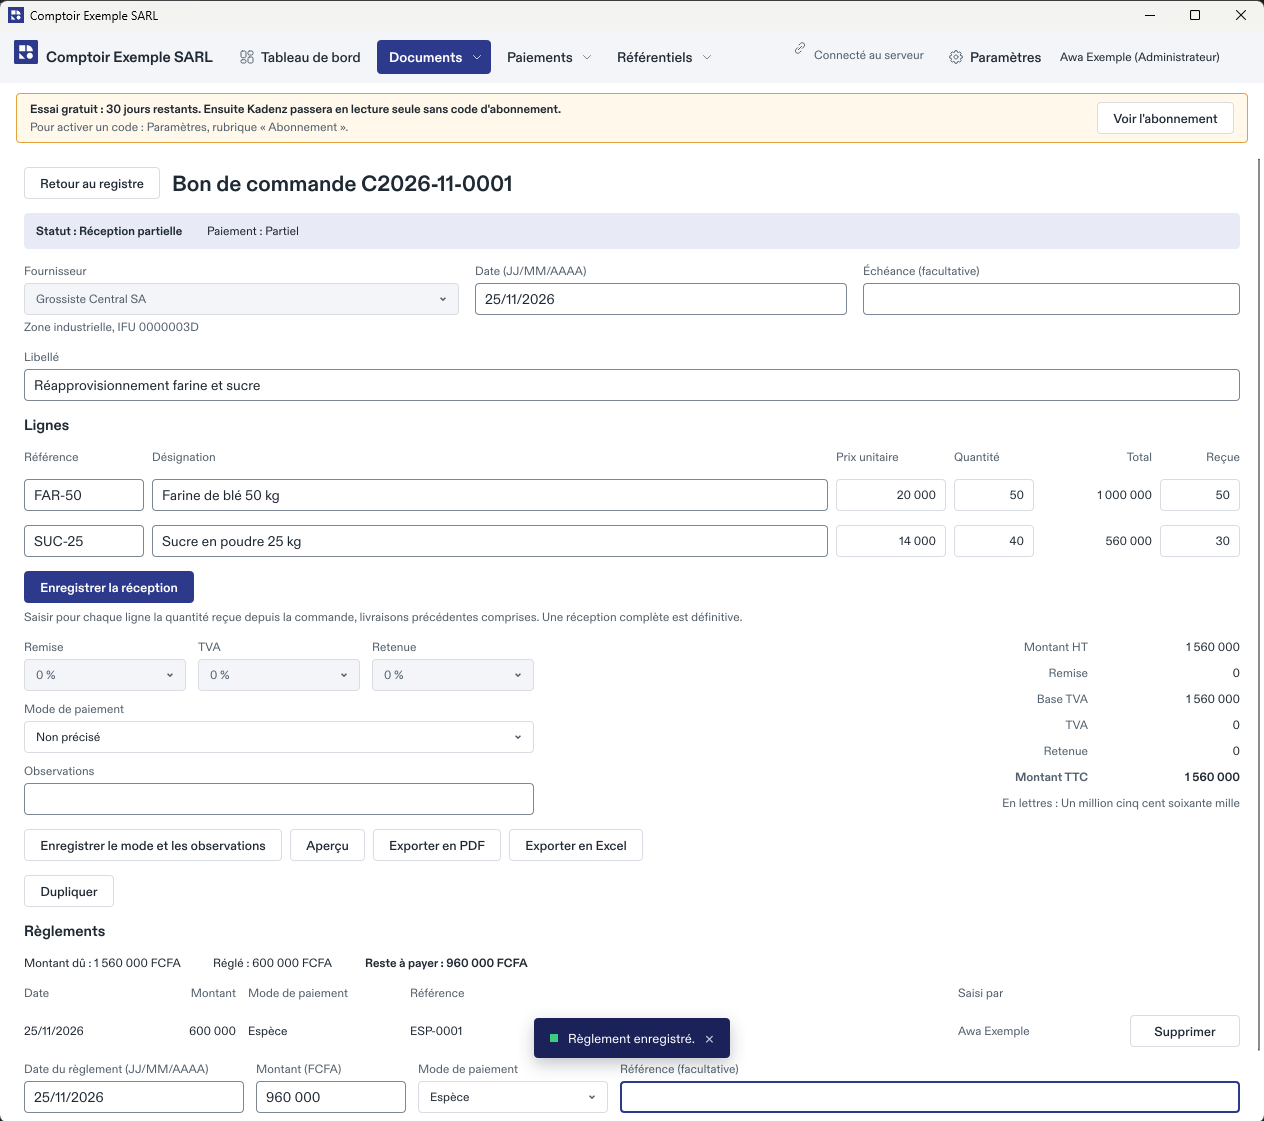 Comptoir Exemple SARL
Comptoir Exemple SARL
Tableau de bord
Documents
Paiements
Référentiels
Connecté au serveur
Paramètres
Awa Exemple (Administrateur)
Essai gratuit : 30 jours restants. Ensuite Kadenz passera en lecture seule sans code d'abonnement.
Pour activer un code : Paramètres, rubrique « Abonnement ».
Voir l'abonnement
Retour au registre
Bon de commande C2026-11-0001
Statut : Réception partielle
Paiement : Partiel
Fournisseur
Date (JJ/MM/AAAA)
Échéance (facultative)
Grossiste Central SA
25/11/2026
Zone industrielle, IFU 0000003D
Libellé
Réapprovisionnement farine et sucre
Lignes
Référence
Désignation
Prix unitaire
Quantité
Total
Reçue
FAR-50
Farine de blé 50 kg
20 000
50
1 000 000
50
SUC-25
Sucre en poudre 25 kg
14 000
40
560 000
30
Enregistrer la réception
Saisir pour chaque ligne la quantité reçue depuis la commande, livraisons précédentes comprises. Une réception complète est définitive.
Remise
TVA
Retenue
0 %
0 %
0 %
Mode de paiement
Non précisé
Observations
Montant HT 1 560 000
Remise 0
Base TVA 1 560 000
TVA 0
Retenue 0
Montant TTC 1 560 000
En lettres : Un million cinq cent soixante mille
Enregistrer le mode et les observations
Aperçu
Exporter en PDF
Exporter en Excel
Dupliquer
Règlements
Montant dû : 1 560 000 FCFA
Réglé : 600 000 FCFA
Reste à payer : 960 000 FCFA
Date
Montant
Mode de paiement
Référence
Saisi par
25/11/2026
600 000
Espèce
ESP-0001
Awa Exemple
Supprimer
Règlement enregistré.
Date du règlement (JJ/MM/AAAA)
Montant (FCFA)
Mode de paiement
Référence (facultative)
25/11/2026
960 000
Espèce